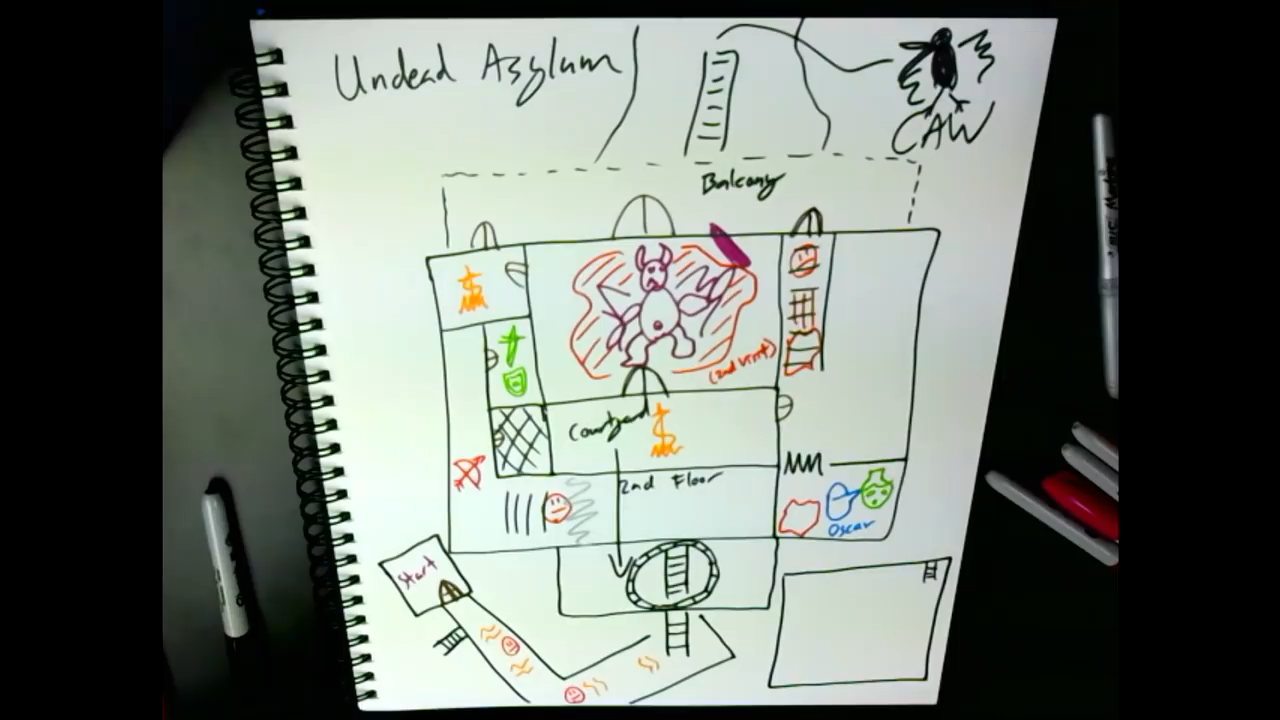 Undead Asylum
CAW
Balcony
(2nd visit)
Courtyard
2nd Floor
Oscar
Start